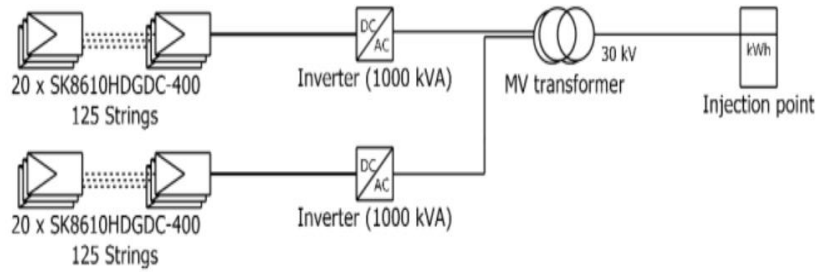 DC
AC
20 x SK8610HDGDC-400
125 Strings
Inverter (1000 kVA)
30 kV
MV transformer
kWh
Injection point
DC
AC
20 x SK8610HDGDC-400
125 Strings
Inverter (1000 kVA)